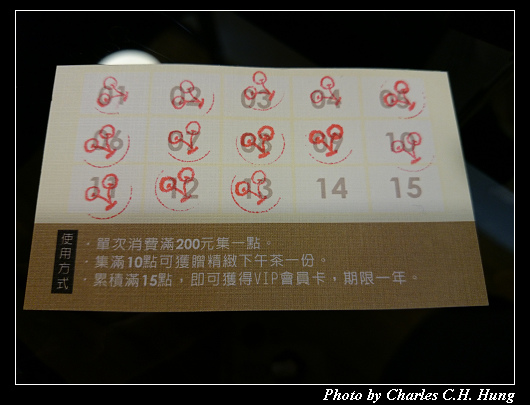 01 02 03 04 05
06 07 08 09 10
11 12 13 14 15
使用方式
．單次消費滿200元集一點。
．集滿10點可獲贈精緻下午茶一份。
．累積滿15點，即可獲得VIP會員卡，期限一年。
Photo by Charles C.H. Hung